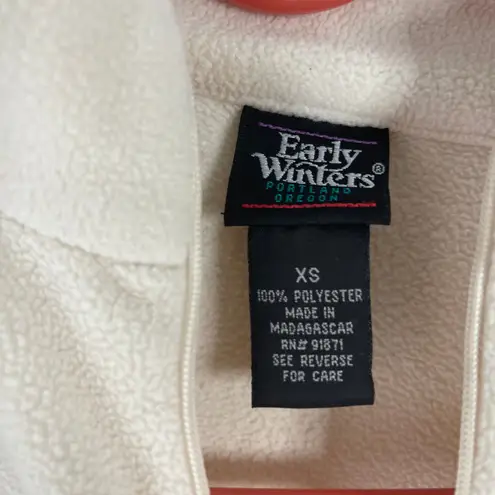 Early
Winters®
PORTLAND
OREGON
XS
100% POLYESTER
MADE IN
MADAGASCAR
RN# 91871
SEE REVERSE
FOR CARE